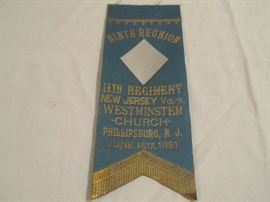 NINTH REUNION
11TH REGIMENT
NEW JERSEY VOLS.
WESTMINSTER
-CHURCH-
PHILLIPSBURG, N. J.
JUNE 16TH, 1891